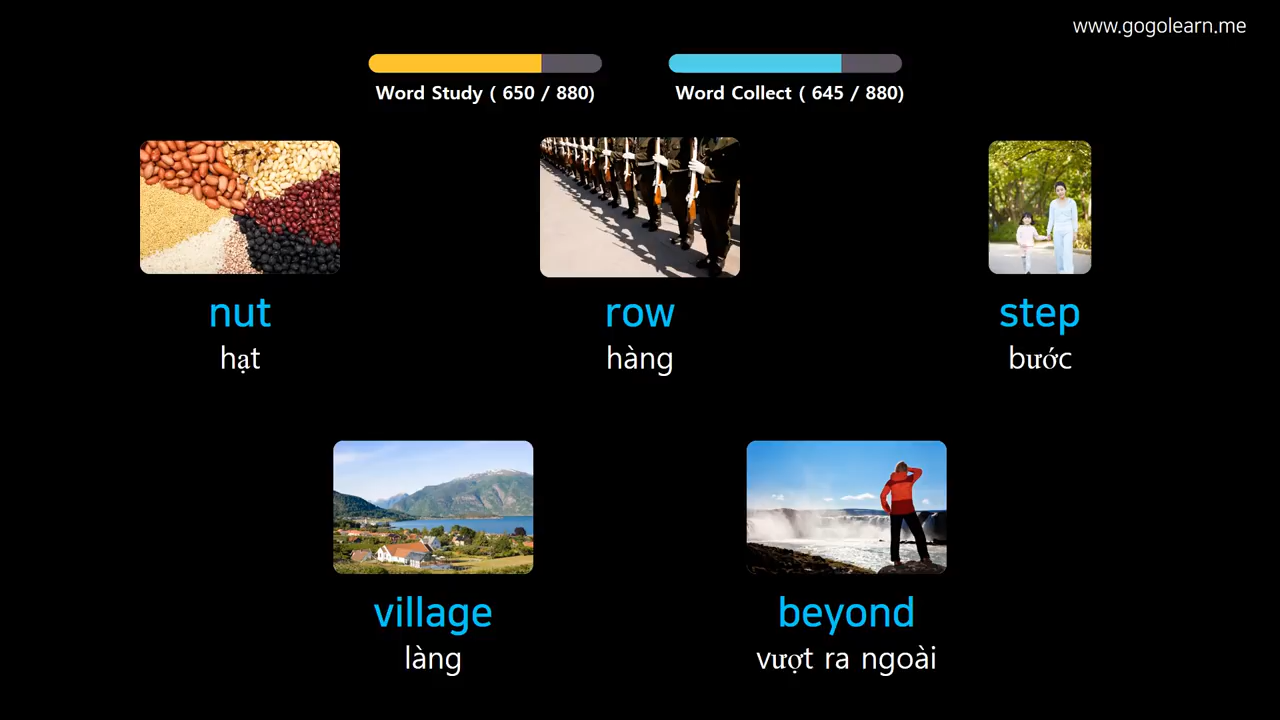 www.gogolearn.me
Word Study ( 650 / 880)
Word Collect ( 645 / 880)
nut
hạt
row
hàng
step
bước
village
làng
beyond
vượt ra ngoài